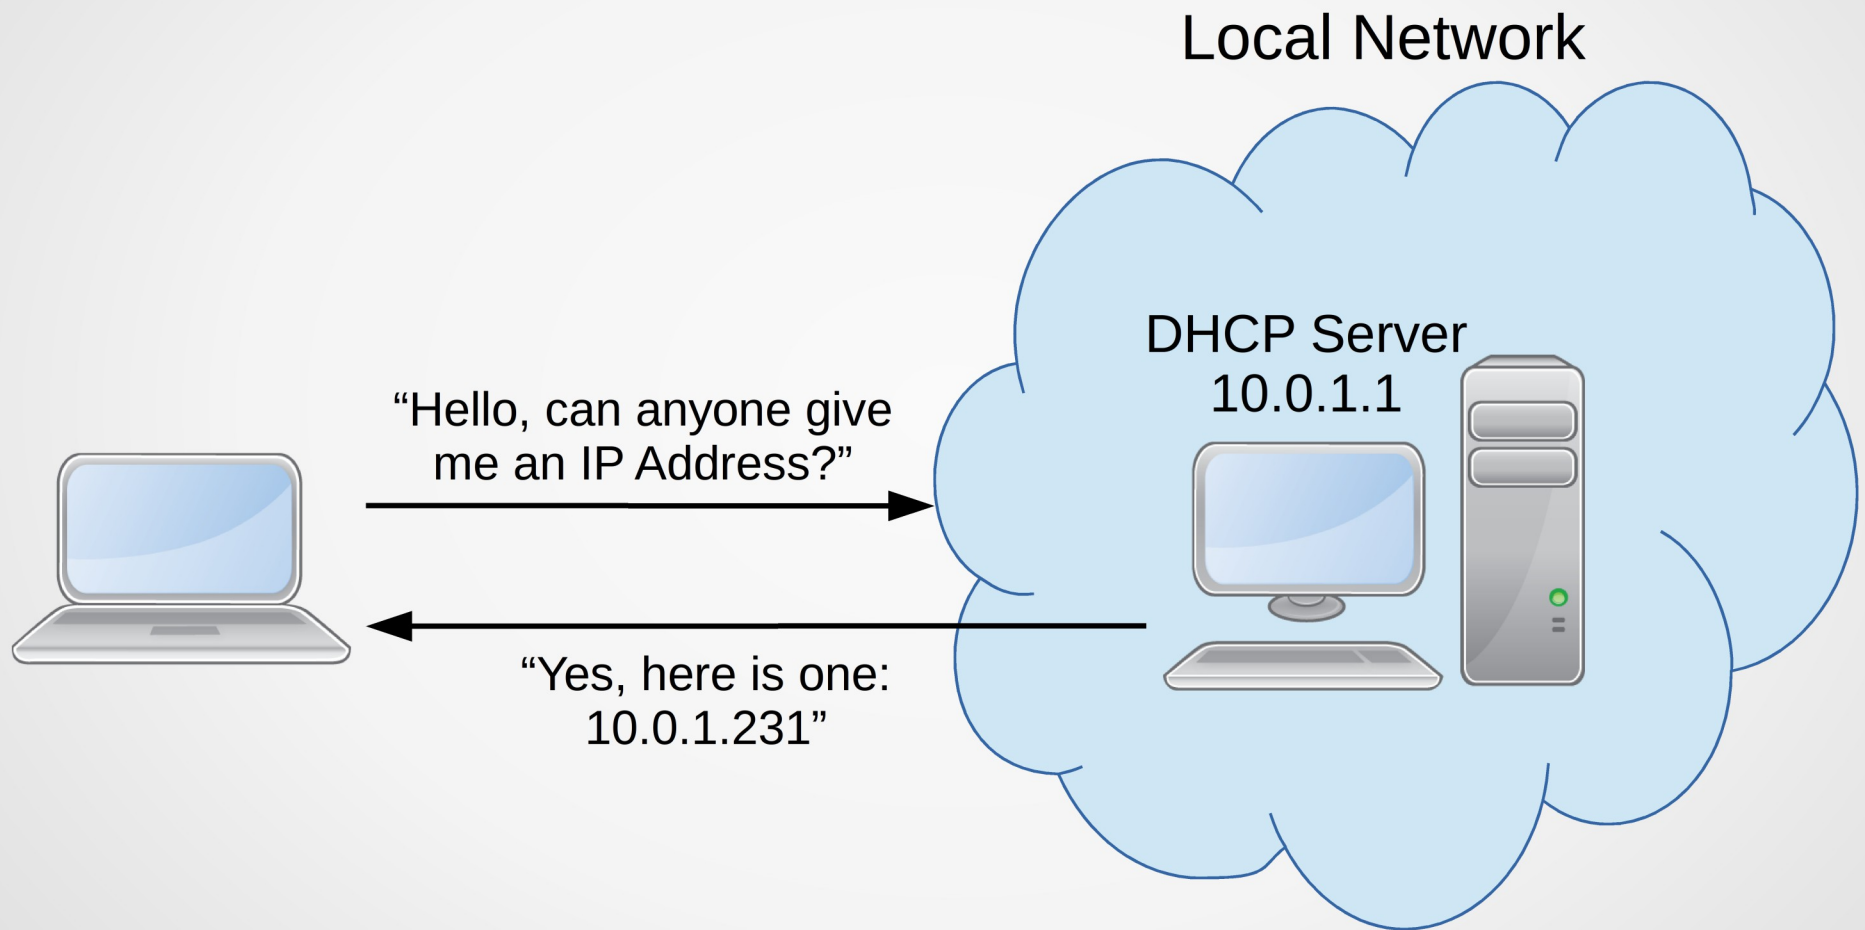 Local Network
DHCP Server
10.0.1.1
“Hello, can anyone give
me an IP Address?”
“Yes, here is one:
10.0.1.231”